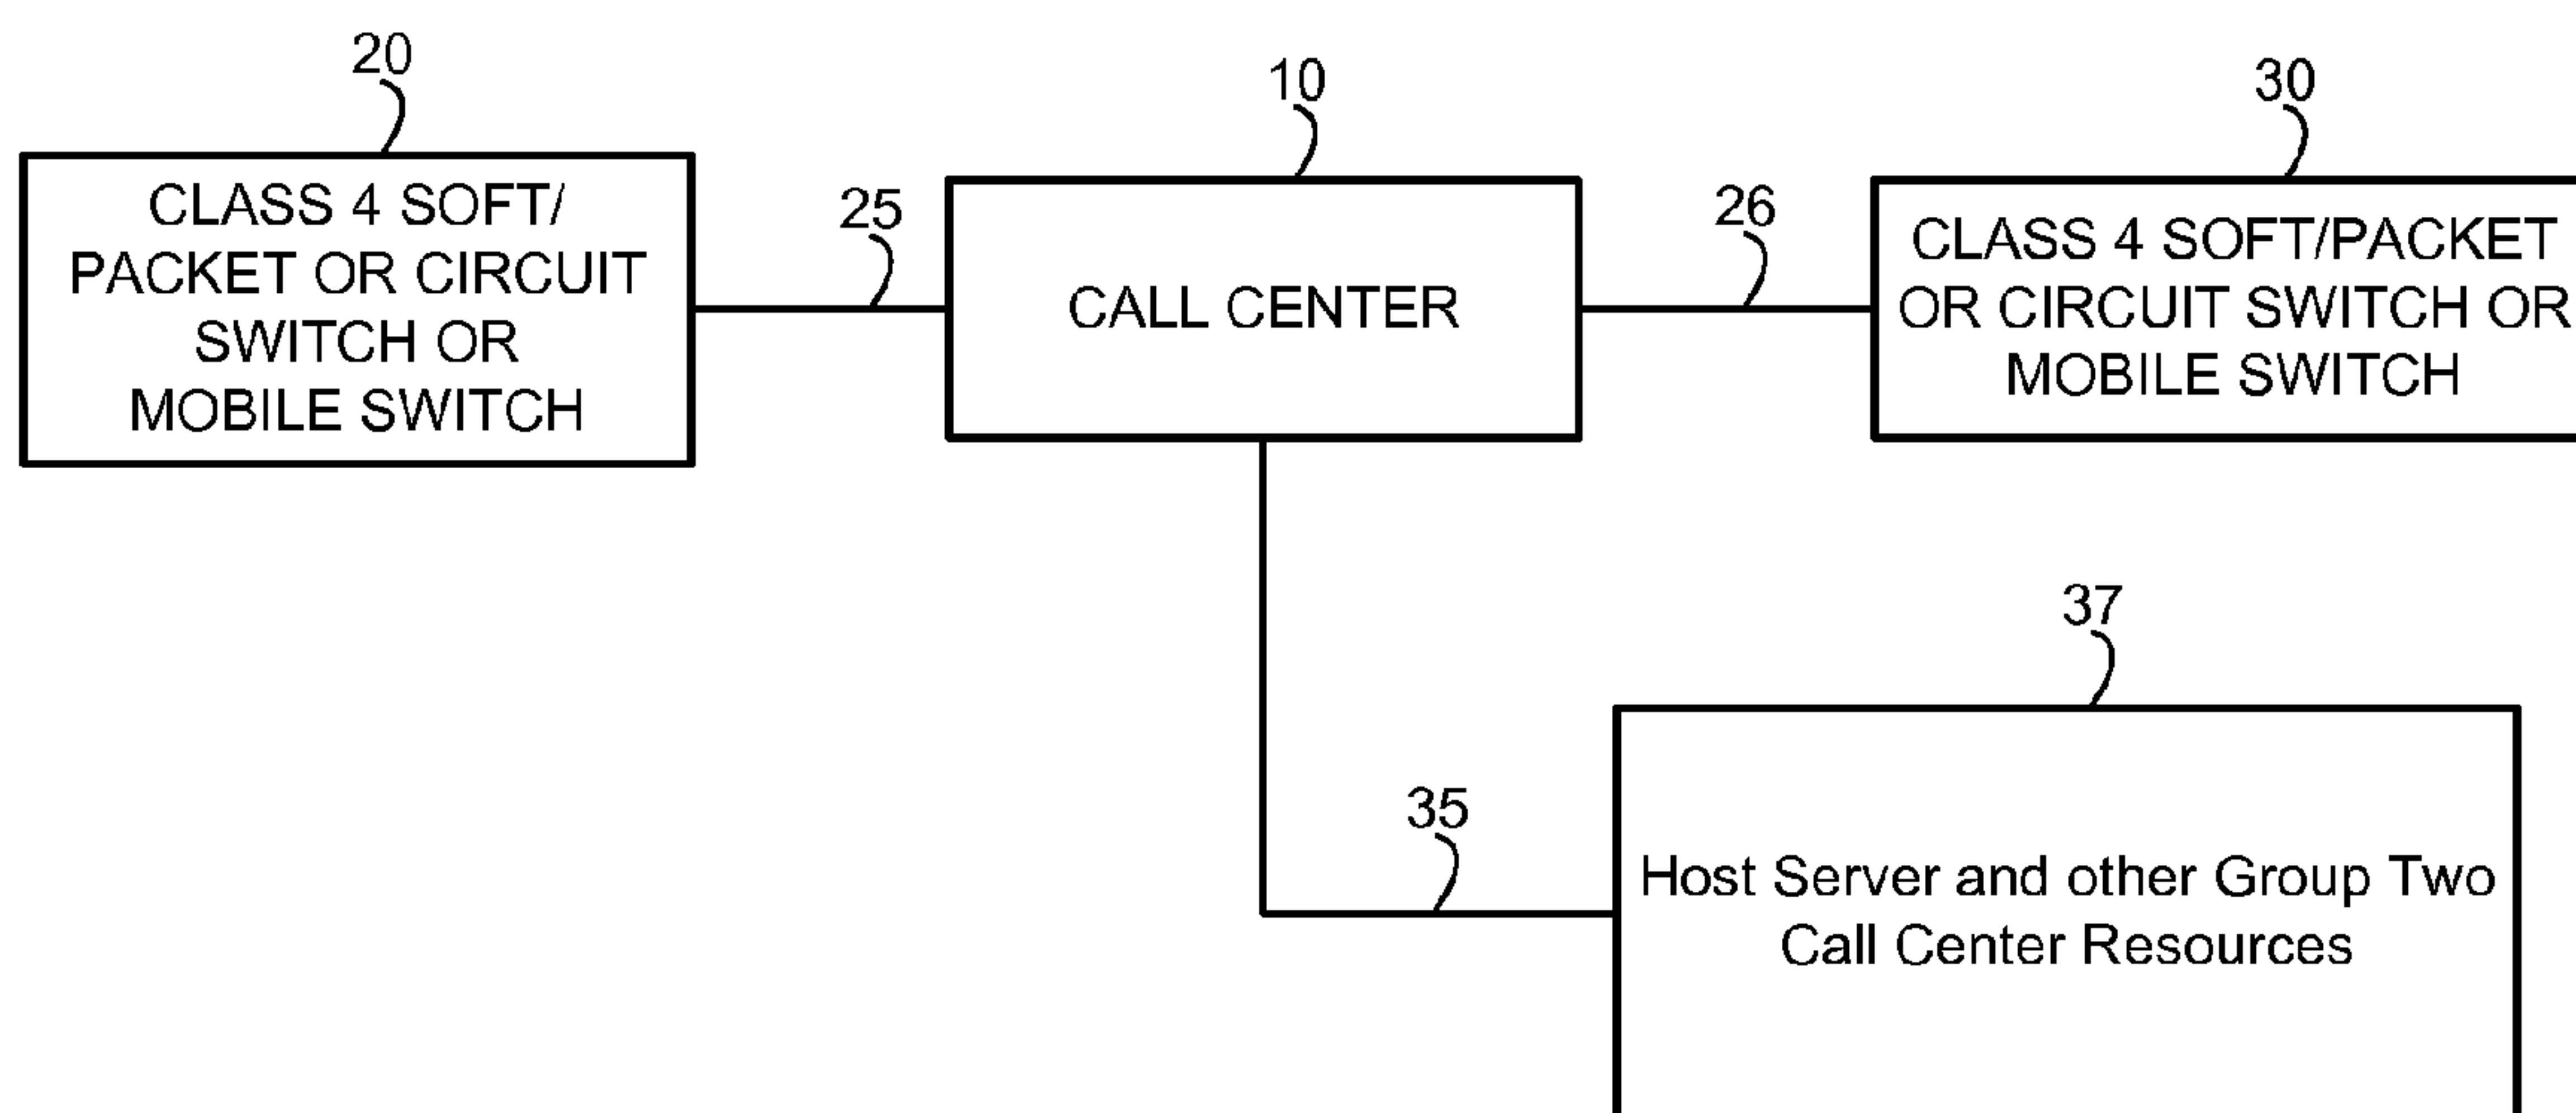 20
10
30
25
26
CLASS 4 SOFT/
PACKET OR CIRCUIT
SWITCH OR
MOBILE SWITCH
CALL CENTER
CLASS 4 SOFT/PACKET
OR CIRCUIT SWITCH OR
MOBILE SWITCH
37
35
Host Server and other Group Two
Call Center Resources